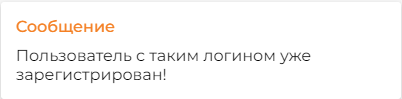 Сообщение
Пользователь с таким логином уже
зарегистрирован!